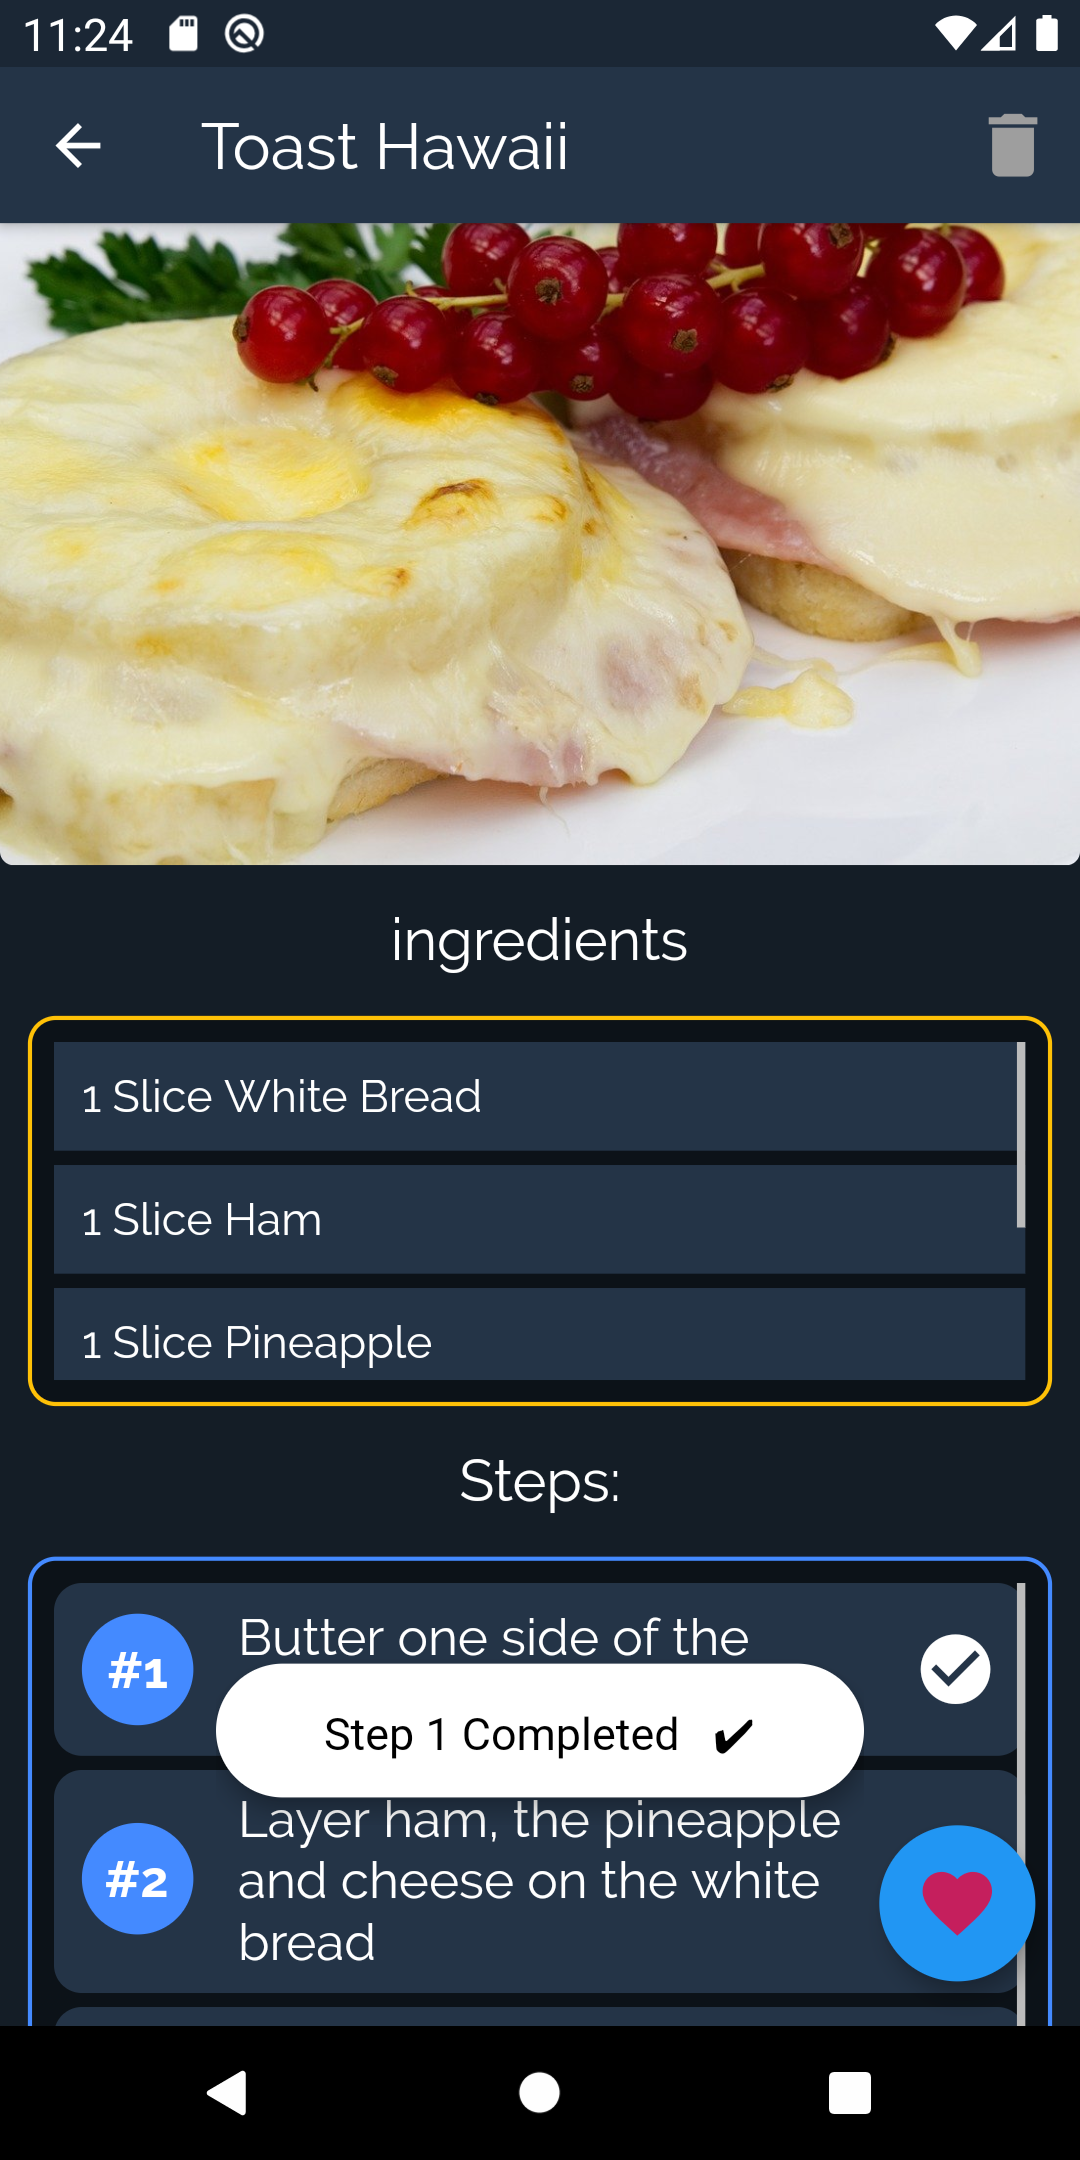 11:24
Toast Hawaii
ingredients
1 Slice White Bread
1 Slice Ham
1 Slice Pineapple
Steps:
#1
Butter one side of the
Step 1 Completed ✔
#2
Layer ham, the pineapple
and cheese on the white
bread